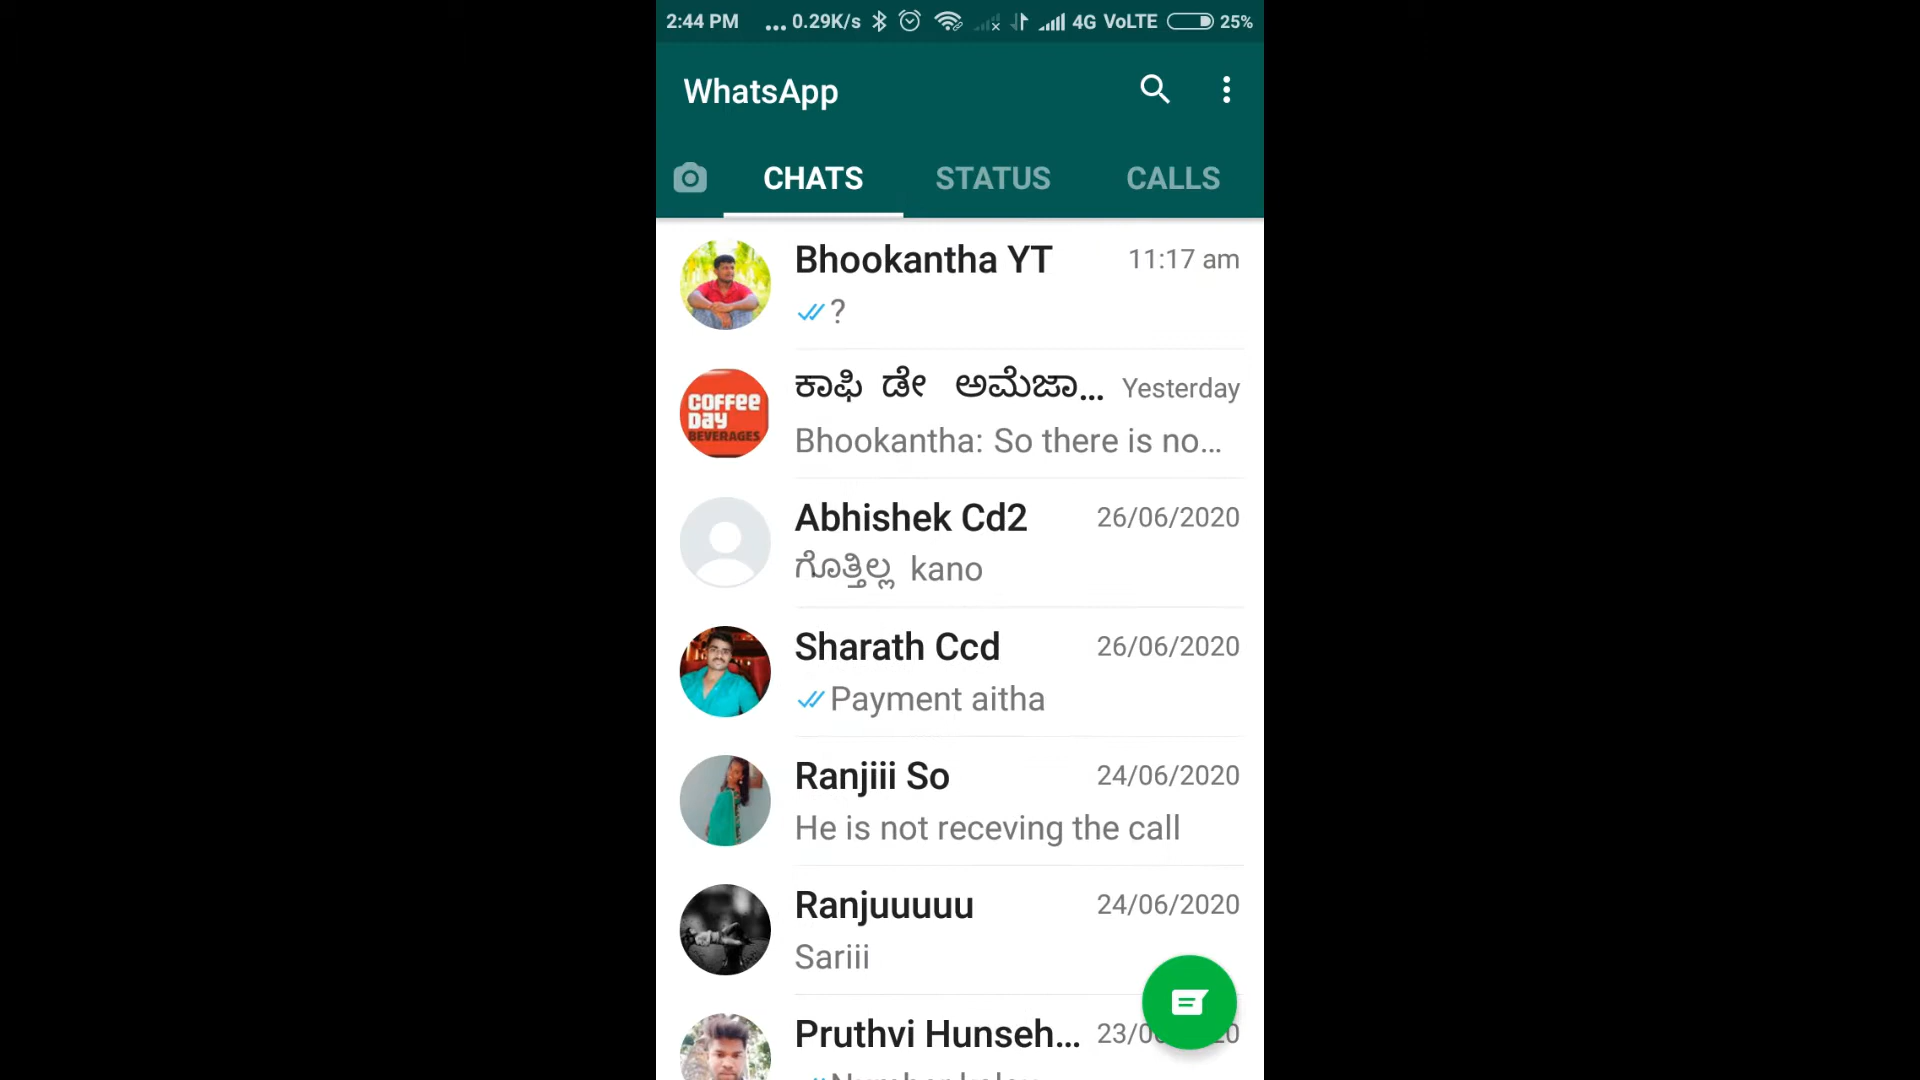 2:44 PM ... 0.29K/s 4G VoLTE 25%
WhatsApp
CHATS STATUS CALLS
Bhookantha YT 11:17 am
?
COFFEE
DAY
BEVERAGES
ಕಾಫಿ ಡೇ ಅಮೆಜಾ... Yesterday
Bhookantha: So there is no...
Abhishek Cd2 26/06/2020
ಗೊತ್ತಿಲ್ಲ kano
Sharath Ccd 26/06/2020
Payment aitha
Ranjiii So 24/06/2020
He is not receving the call
Ranjuuuuu 24/06/2020
Sariii
Pruthvi Hunseh...